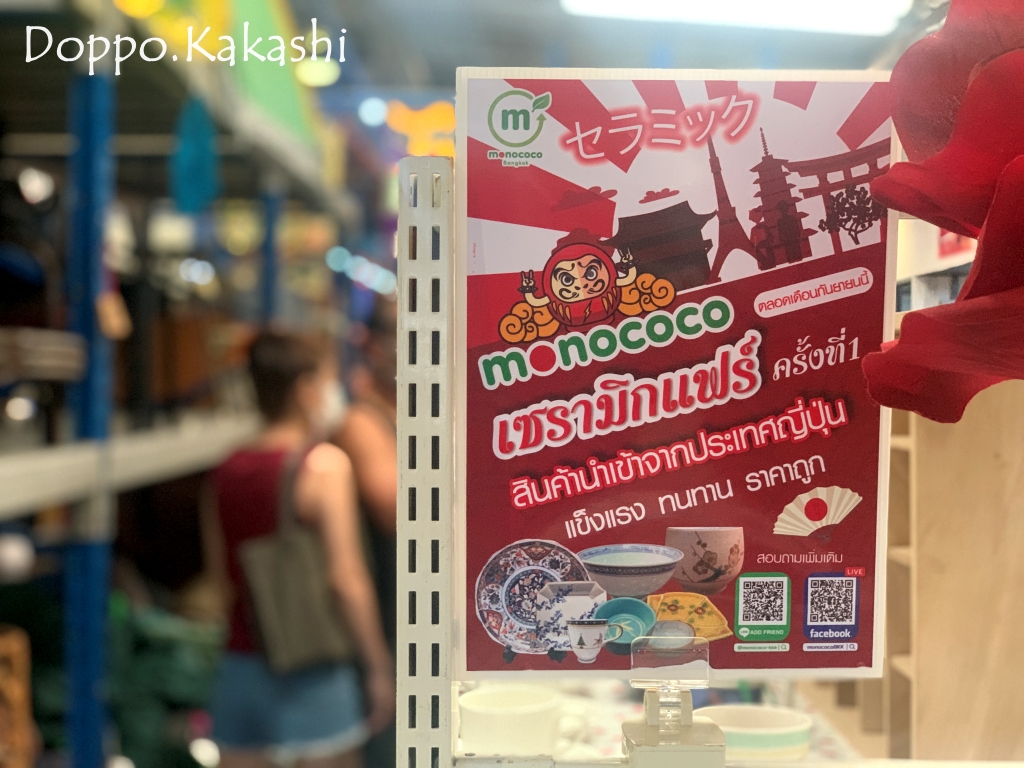 Doppo.Kakashi
m
monococo
Bangkok
セラミック
ตลอดเดือนกันยายนนี้
monococo
เซรามิกแฟร์ ครั้งที่1
สินค้านำเข้าจากประเทศญี่ปุ่น
แข็งแรง ทนทาน ราคาถูก
สอบถามเพิ่มเติม
LIVE
ADD FRIEND
facebook